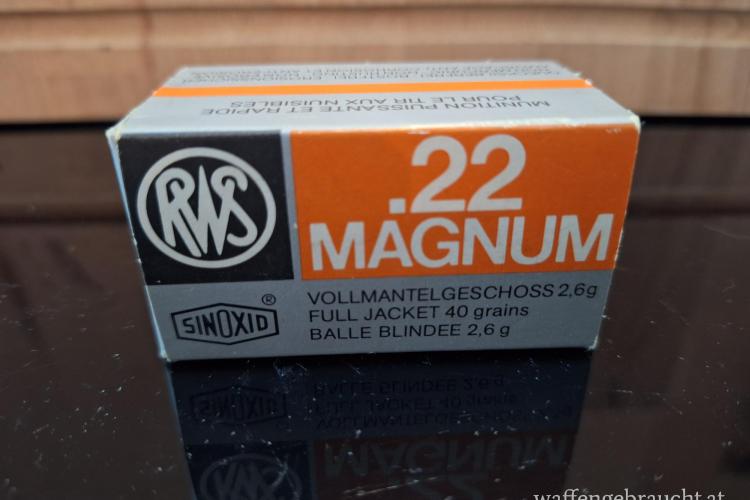 MUNITION PUISSANTE ET RAPIDE
POUR LE TIR AUX NUISIBLES
RWS
.22
MAGNUM
SINOXID®
VOLLMANTELGESCHOSS 2,6g
FULL JACKET 40 grains
BALLE BLINDEE 2,6 g
waffengebraucht.at